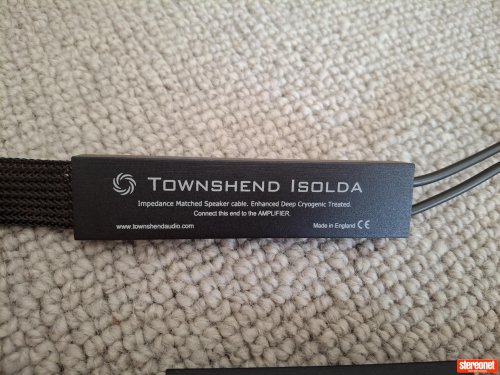 TOWNSHEND ISOLDA
Impedance Matched Speaker cable. Enhanced Deep Cryogenic Treated.
Connect this end to the AMPLIFIER.
www.townshendaudio.com Made in England CE
stereonet